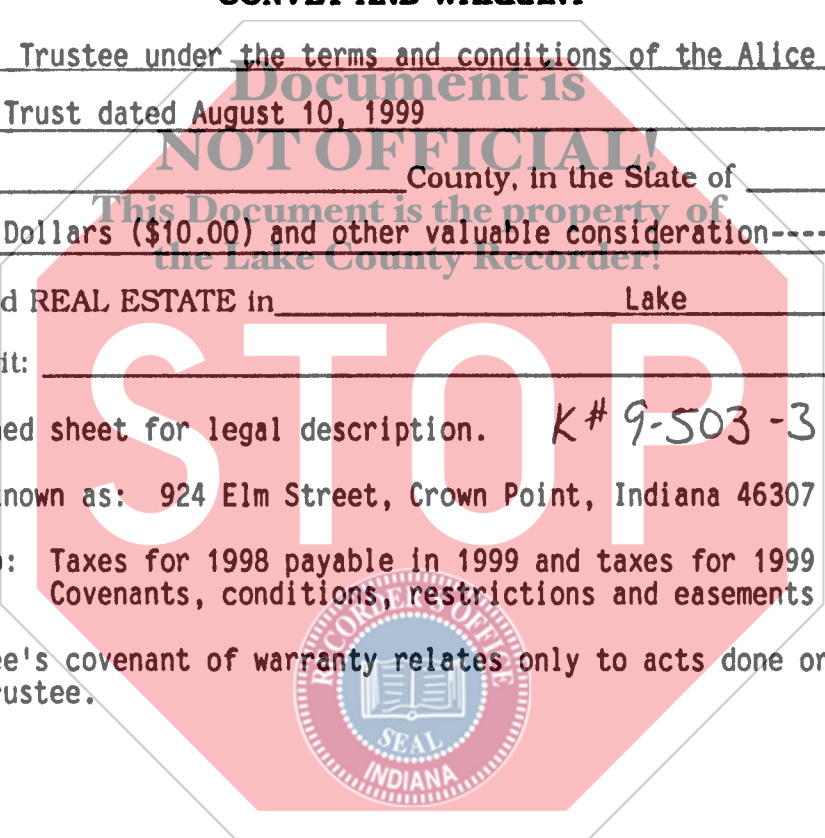 CONVEY AND WARRANT
Trustee under the terms and conditions of the Alice
Document is
Trust dated August 10, 1999
NOT OFFICIAL!
County, in the State of
This Document is the property of
Dollars ($10.00) and other valuable consideration----
the Lake County Recorder!
d REAL ESTATE in Lake
STOP
it:
ned sheet for legal description. K# 9-503-3
nown as: 924 Elm Street, Crown Point, Indiana 46307
: Taxes for 1998 payable in 1999 and taxes for 1999
Covenants, conditions, restrictions and easements
ee's covenant of warranty relates only to acts done or
rustee.
RECORDER'S OFFICE
SEAL
INDIANA